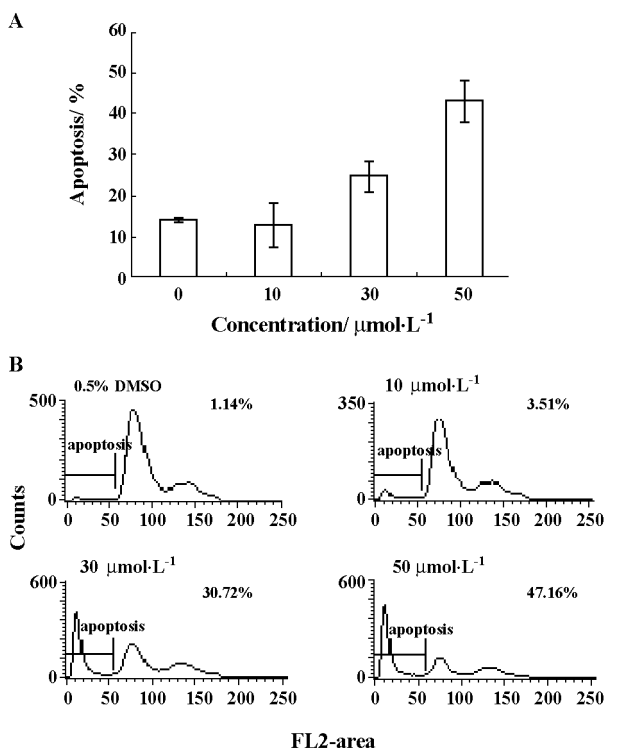 A
60
50
40
30
20
10
0
Apoptosis/ %
0 10 30 50
Concentration/ μmol·L-1
B
0.5% DMSO
500
1.14%
apoptosis
0
0 50 100 150 200 250
10 μmol·L-1
350
3.51%
apoptosis
0
0 50 100 150 200 250
Counts
30 μmol·L-1
600
30.72%
apoptosis
0
0 50 100 150 200 250
50 μmol·L-1
600
47.16%
apoptosis
0
0 50 100 150 200 250
FL2-area